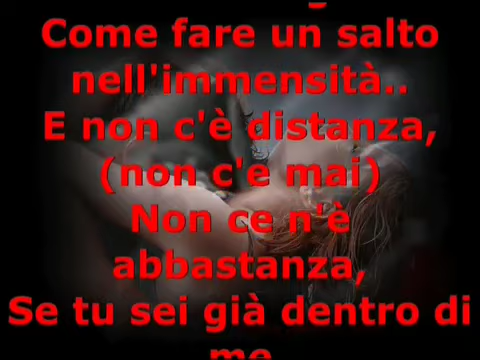 Come fare un salto
nell'immensità..
E non c'è distanza,
(non c'e mai)
Non ce n'è
abbastanza,
Se tu sei già dentro di
me